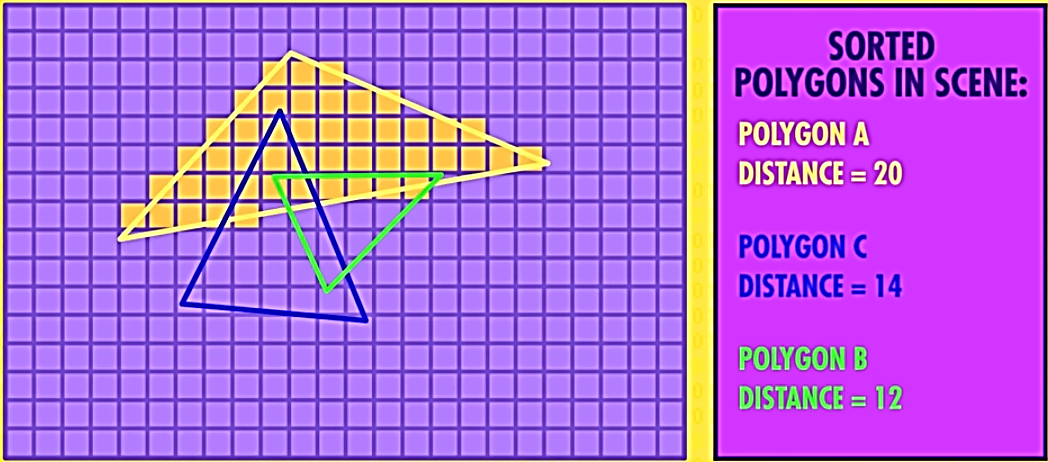 SORTED
POLYGONS IN SCENE:
POLYGON A
DISTANCE = 20
POLYGON C
DISTANCE = 14
POLYGON B
DISTANCE = 12